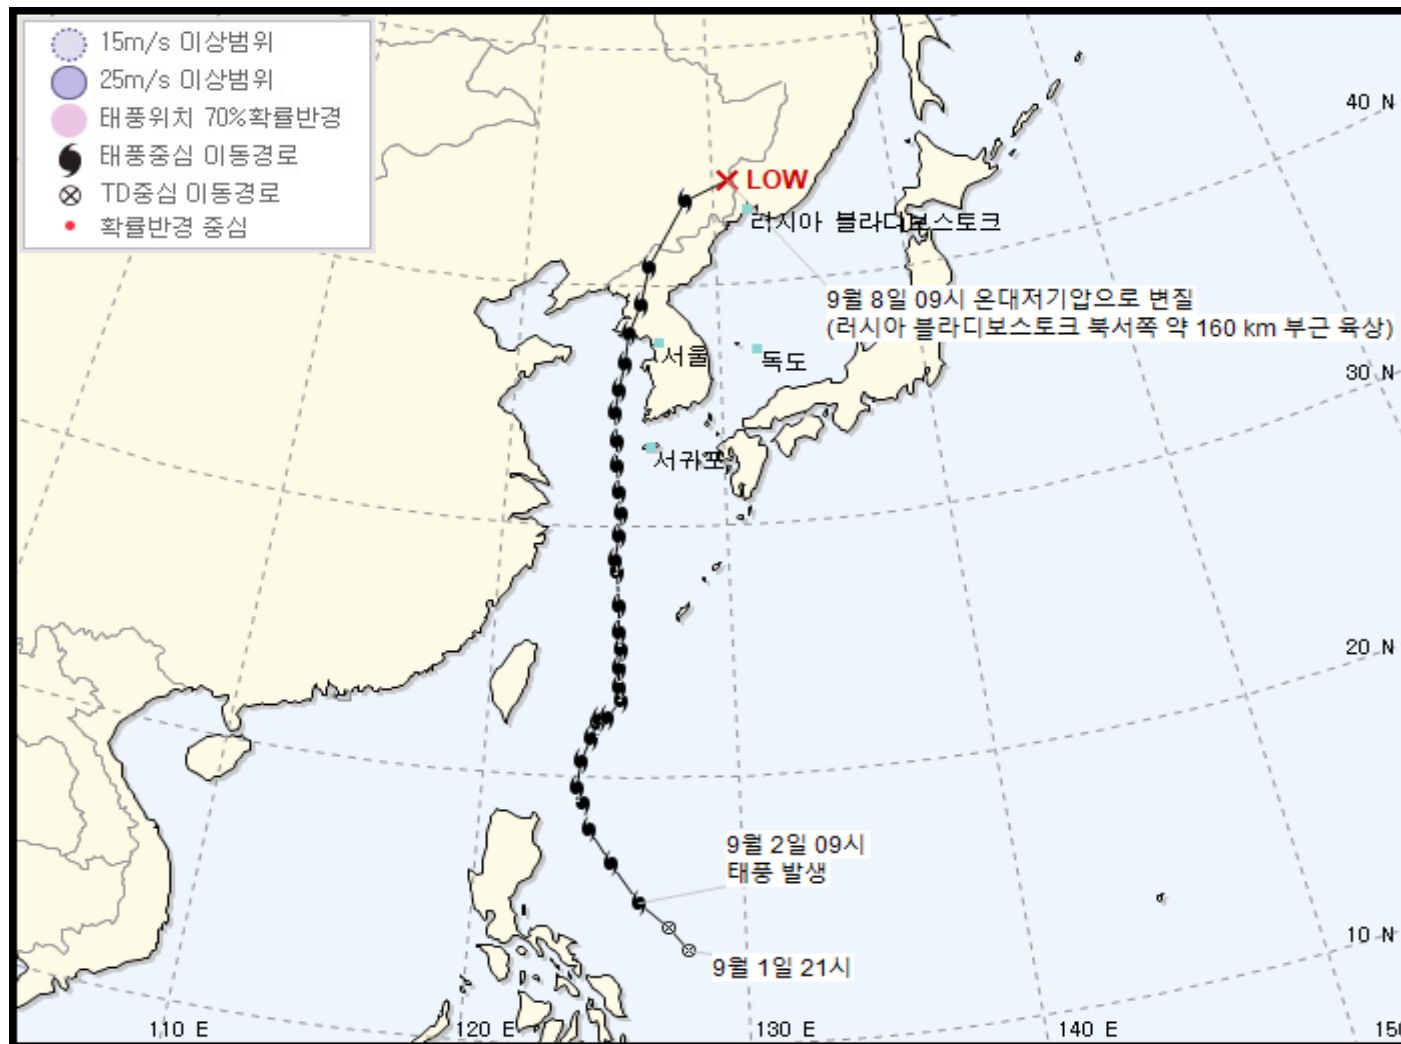 15m/s 이상범위
25m/s 이상범위
태풍위치 70%확률반경
태풍중심 이동경로
TD중심 이동경로
확률반경 중심
40 N
LOW
러시아 블라디보스토크
9월 8일 09시 온대저기압으로 변질
(러시아 블라디보스토크 북서쪽 약 160 km 부근 육상)
서울
독도
30 N
서귀포
20 N
9월 2일 09시
태풍 발생
10 N
9월 1일 21시
110 E
120 E
130 E
140 E
150